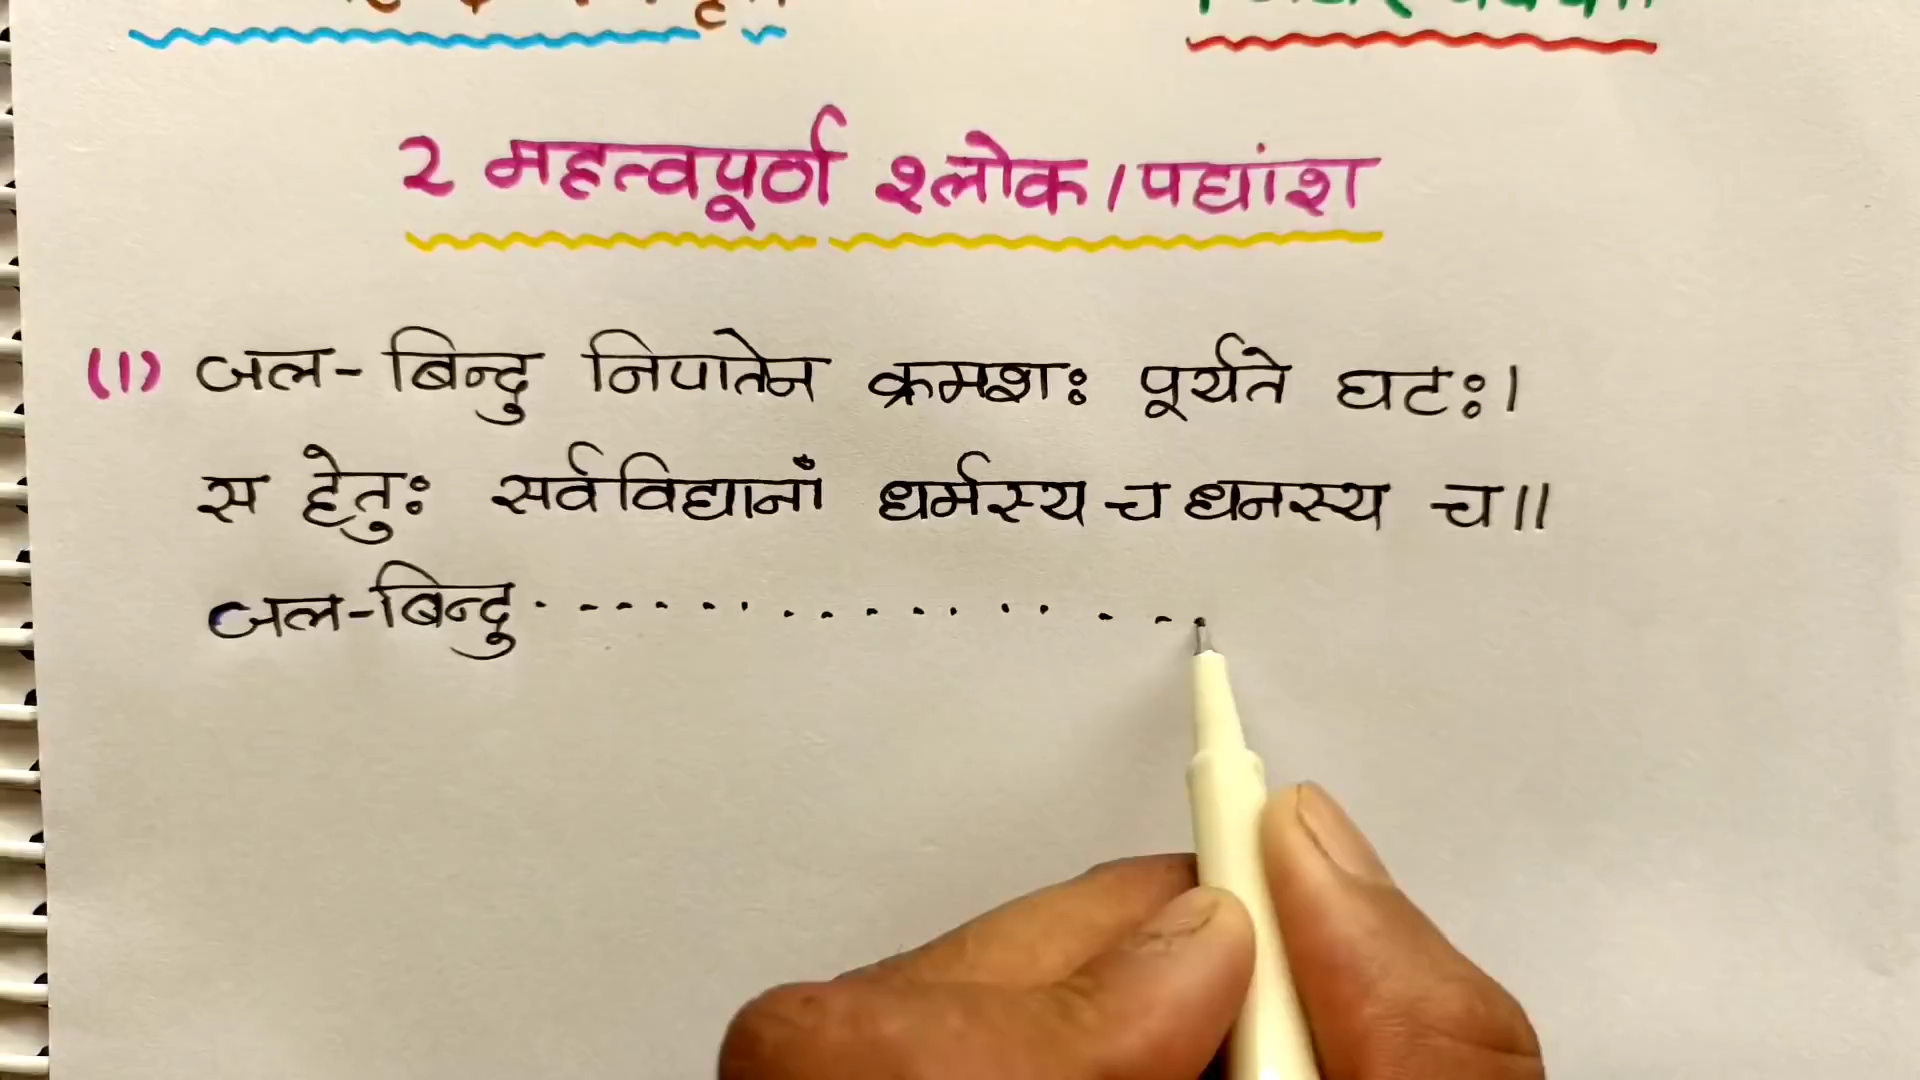 2 महत्वपूर्ण श्लोक/पद्यांश
(1) जल-बिन्दु निपातेन क्रमशः पूर्यते घटः।
स हेतुः सर्वविद्यानाँ धर्मस्य च धनस्य च॥
जल-बिन्दु.................